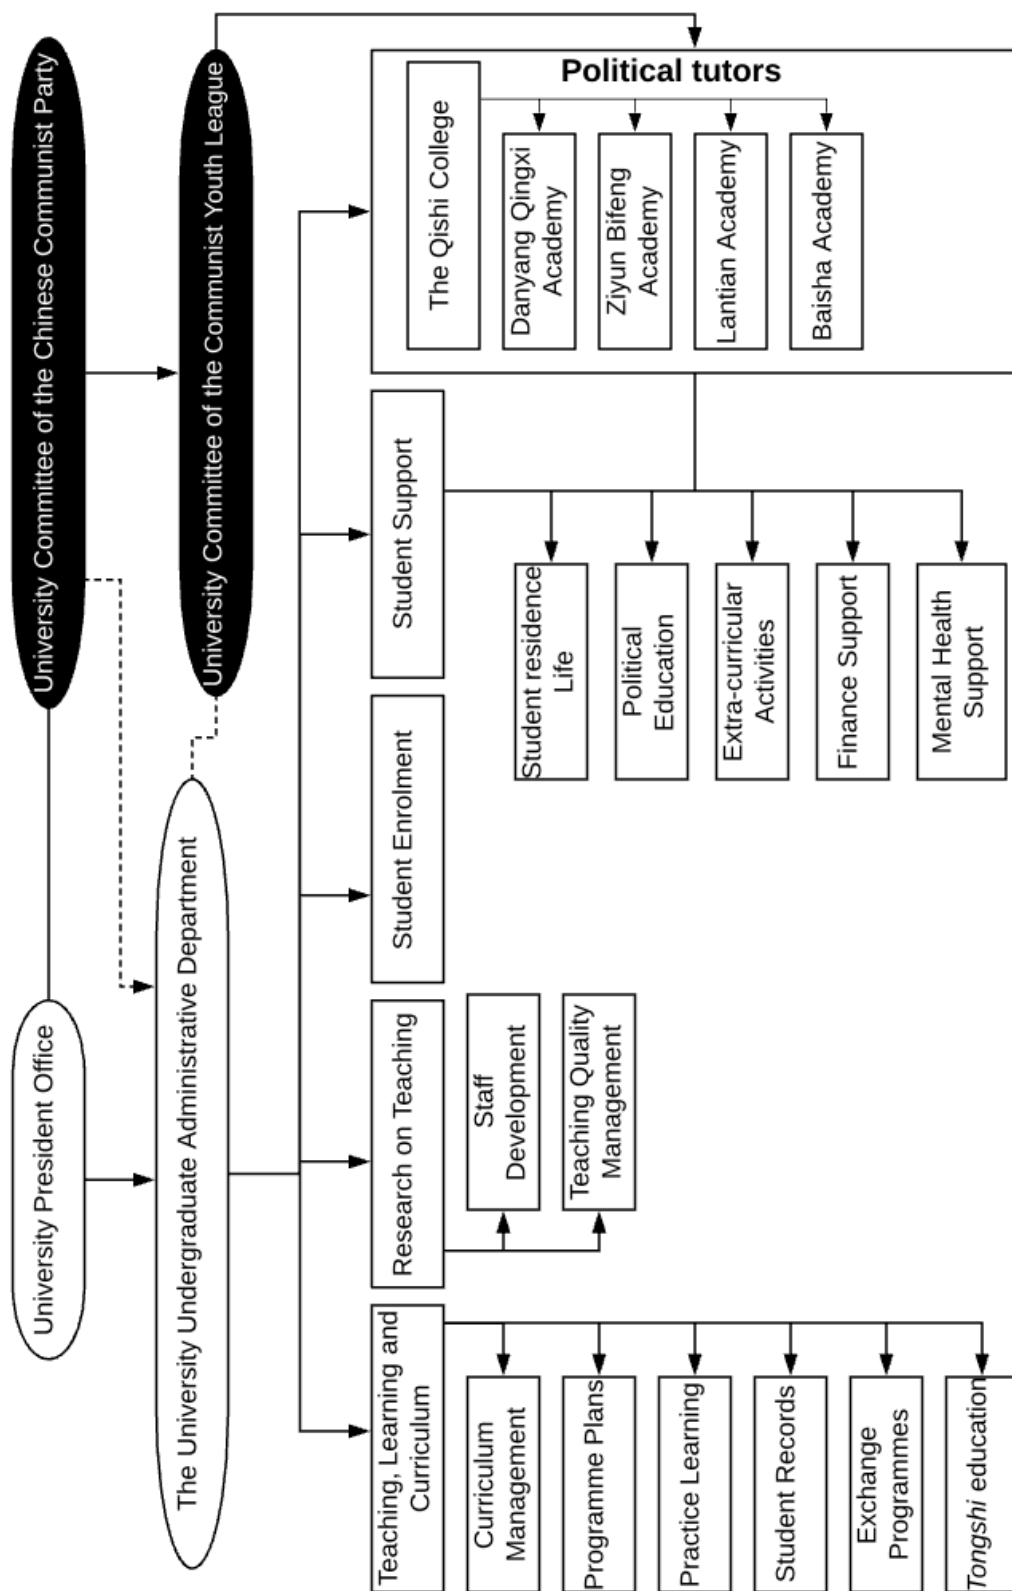 University President Office
University Committee of the Chinese Communist Party
The University Undergraduate Administrative Department
University Committee of the Communist Youth League
Teaching, Learning and
Curriculum
Curriculum
Management
Programme Plans
Practice Learning
Student Records
Exchange
Programmes
Tongshi education
Research on Teaching
Staff
Development
Teaching Quality
Management
Student Enrolment
Student Support
Student residence
Life
Political
Education
Extra-curricular
Activities
Finance Support
Mental Health
Support
Political tutors
The Qishi College
Danyang Qingxi
Academy
Ziyun Bifeng
Academy
Lantian Academy
Baisha Academy